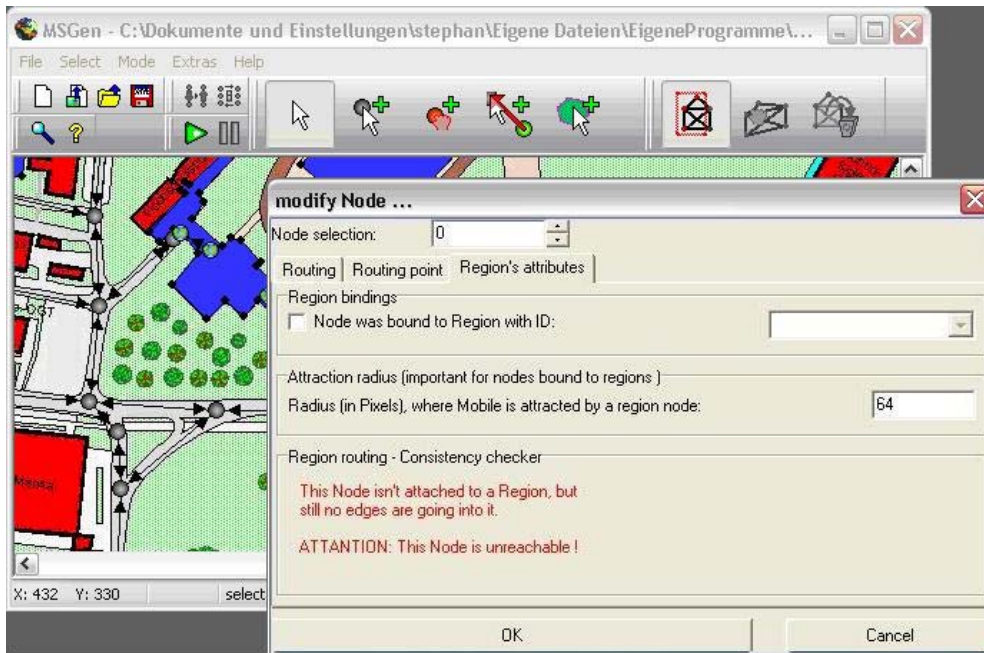 MSGen - C:\Dokumente und Einstellungen\stephan\Eigene Dateien\EigeneProgramme\...
File Select Mode Extras Help
modify Node ...
Node selection: 0
Routing Routing point Region's attributes
Region bindings
Node was bound to Region with ID:
Attraction radius (important for nodes bound to regions )
Radius (in Pixels), where Mobile is attracted by a region node: 64
Region routing - Consistency checker
This Node isn't attached to a Region, but
still no edges are going into it.
ATTANTION: This Node is unreachable !
Mensa
X: 432 Y: 330 select
OK Cancel